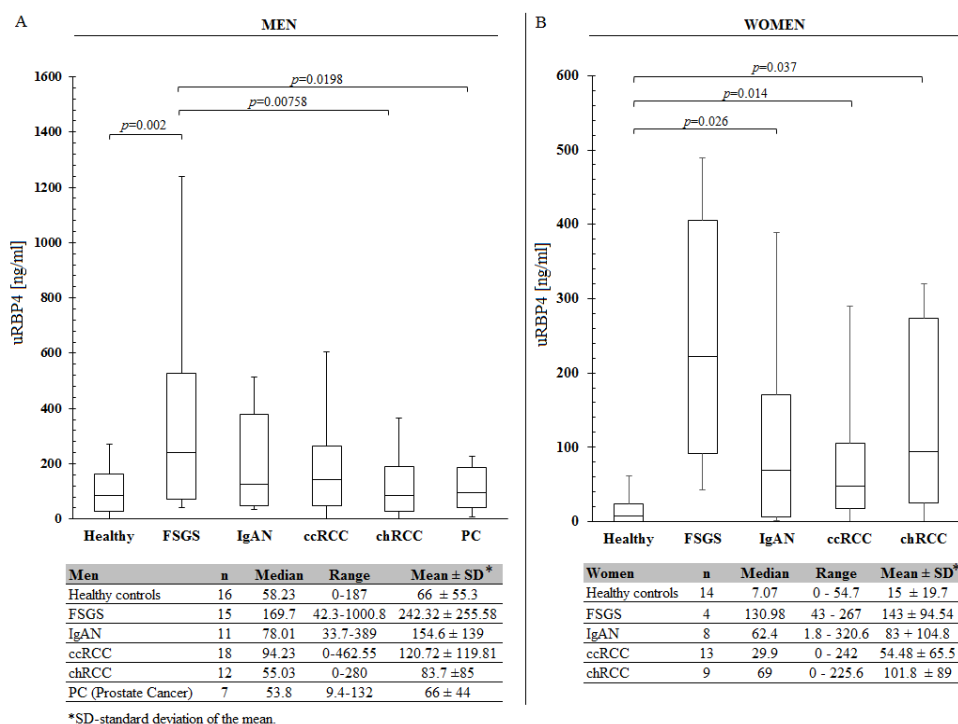 A
MEN
uRBP4 [ng/ml]
1600
1400
1200
1000
800
600
400
200
0
p=0.0198
p=0.00758
p=0.002
Healthy FSGS IgAN ccRCC chRCC PC
Men n Median Range Mean ± SD*
Healthy controls 16 58.23 0-187 66 ± 55.3
FSGS 15 169.7 42.3-1000.8 242.32 ± 255.58
IgAN 11 78.01 33.7-389 154.6 ± 139
ccRCC 18 94.23 0-462.55 120.72 ± 119.81
chRCC 12 55.03 0-280 83.7 ±85
PC (Prostate Cancer) 7 53.8 9.4-132 66 ± 44
*SD-standard deviation of the mean.
B
WOMEN
uRBP4 [ng/ml]
600
500
400
300
200
100
0
p=0.037
p=0.014
p=0.026
Healthy FSGS IgAN ccRCC chRCC
Women n Median Range Mean ± SD*
Healthy controls 14 7.07 0 - 54.7 15 ± 19.7
FSGS 4 130.98 43 - 267 143 ± 94.54
IgAN 8 62.4 1.8 - 320.6 83 + 104.8
ccRCC 13 29.9 0 - 242 54.48 ± 65.5
chRCC 9 69 0 - 225.6 101.8 ± 89